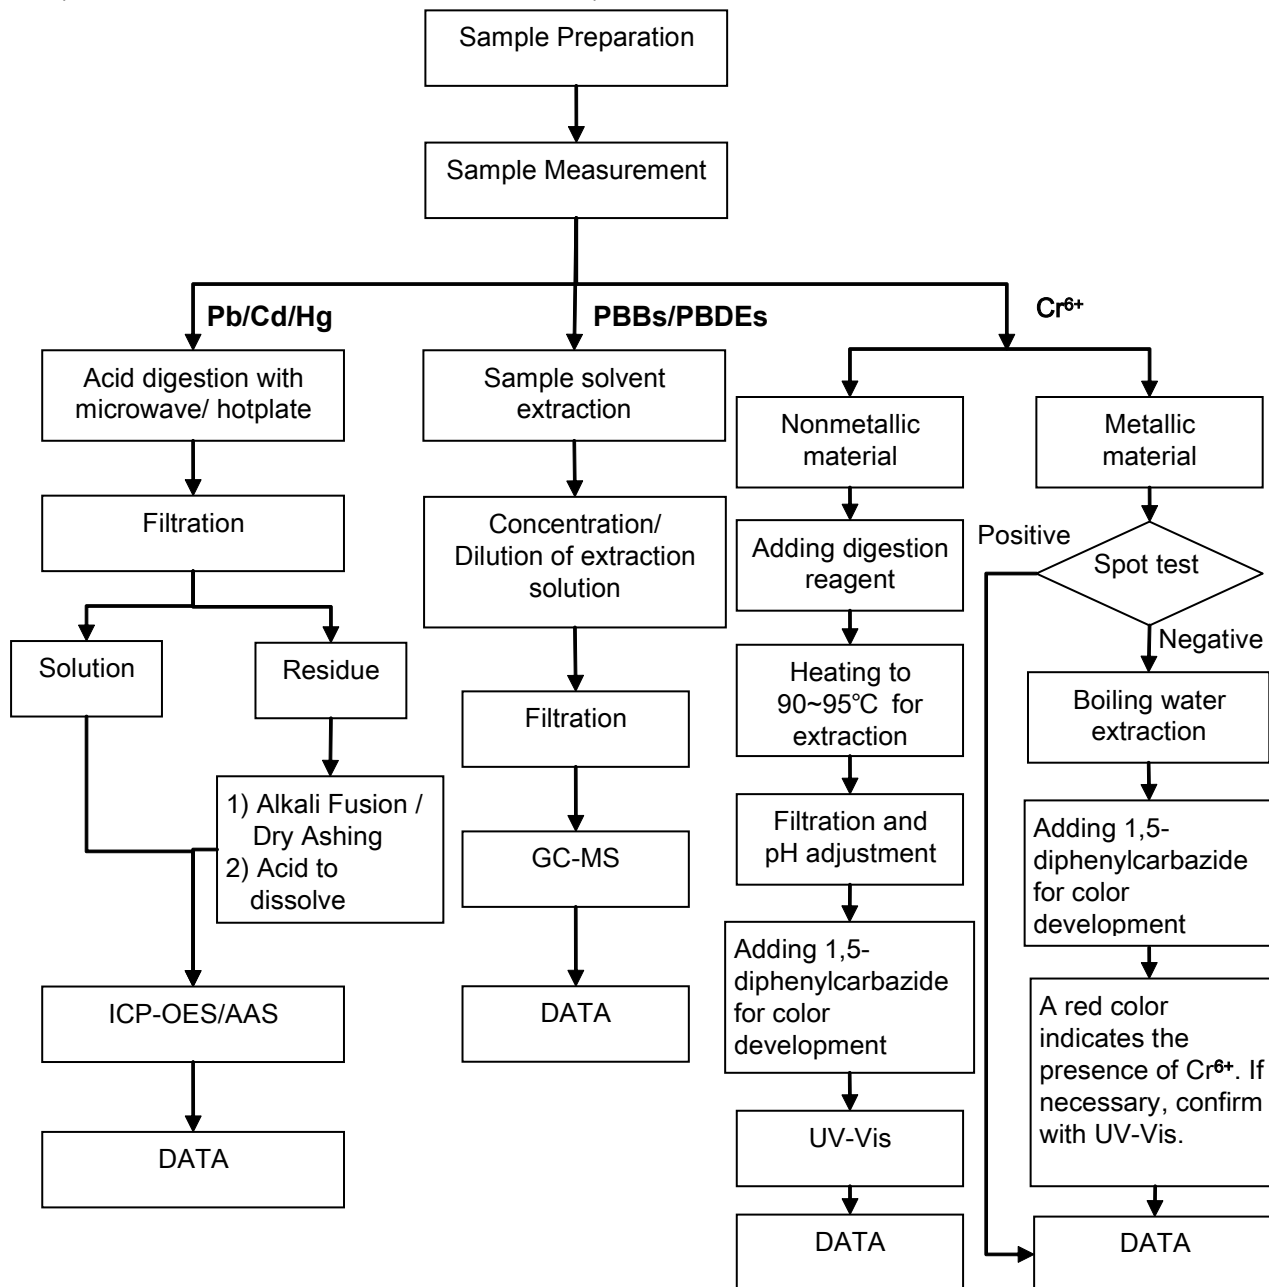 Sample Preparation
Sample Measurement
Pb/Cd/Hg
PBBs/PBDEs
Cr⁶⁺
Acid digestion with
microwave/ hotplate
Filtration
Solution
Residue
1) Alkali Fusion /
Dry Ashing
2) Acid to
dissolve
ICP-OES/AAS
DATA
Sample solvent
extraction
Concentration/
Dilution of extraction
solution
Filtration
GC-MS
DATA
Nonmetallic
material
Adding digestion
reagent
Heating to
90~95℃ for
extraction
Filtration and
pH adjustment
Adding 1,5-
diphenylcarbazide
for color
development
UV-Vis
DATA
Metallic
material
Spot test
Positive
Negative
Boiling water
extraction
Adding 1,5-
diphenylcarbazide
for color
development
A red color
indicates the
presence of Cr⁶⁺. If
necessary, confirm
with UV-Vis.
DATA